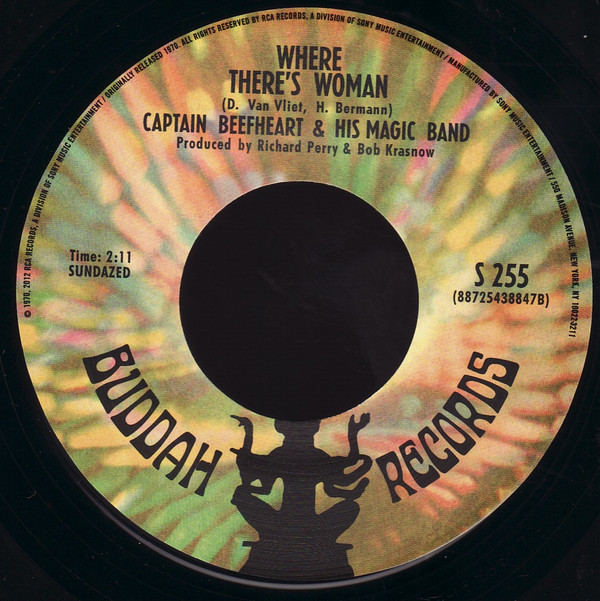 © 1970, 2012 RCA RECORDS, A DIVISION OF SONY MUSIC ENTERTAINMENT / ORIGINALLY RELEASED 1970. ALL RIGHTS RESERVED BY RCA RECORDS, A DIVISION OF SONY MUSIC ENTERTAINMENT / MANUFACTURED BY SONY MUSIC ENTERTAINMENT / 550 MADISON AVENUE, NEW YORK, NY 10022-3211
WHERE
THERE'S WOMAN
(D. Van Vliet, H. Bermann)
CAPTAIN BEEFHEART & HIS MAGIC BAND
Produced by Richard Perry & Bob Krasnow
Time: 2:11
SUNDAZED
S 255
(88725438847B)
BUDDAH RECORDS